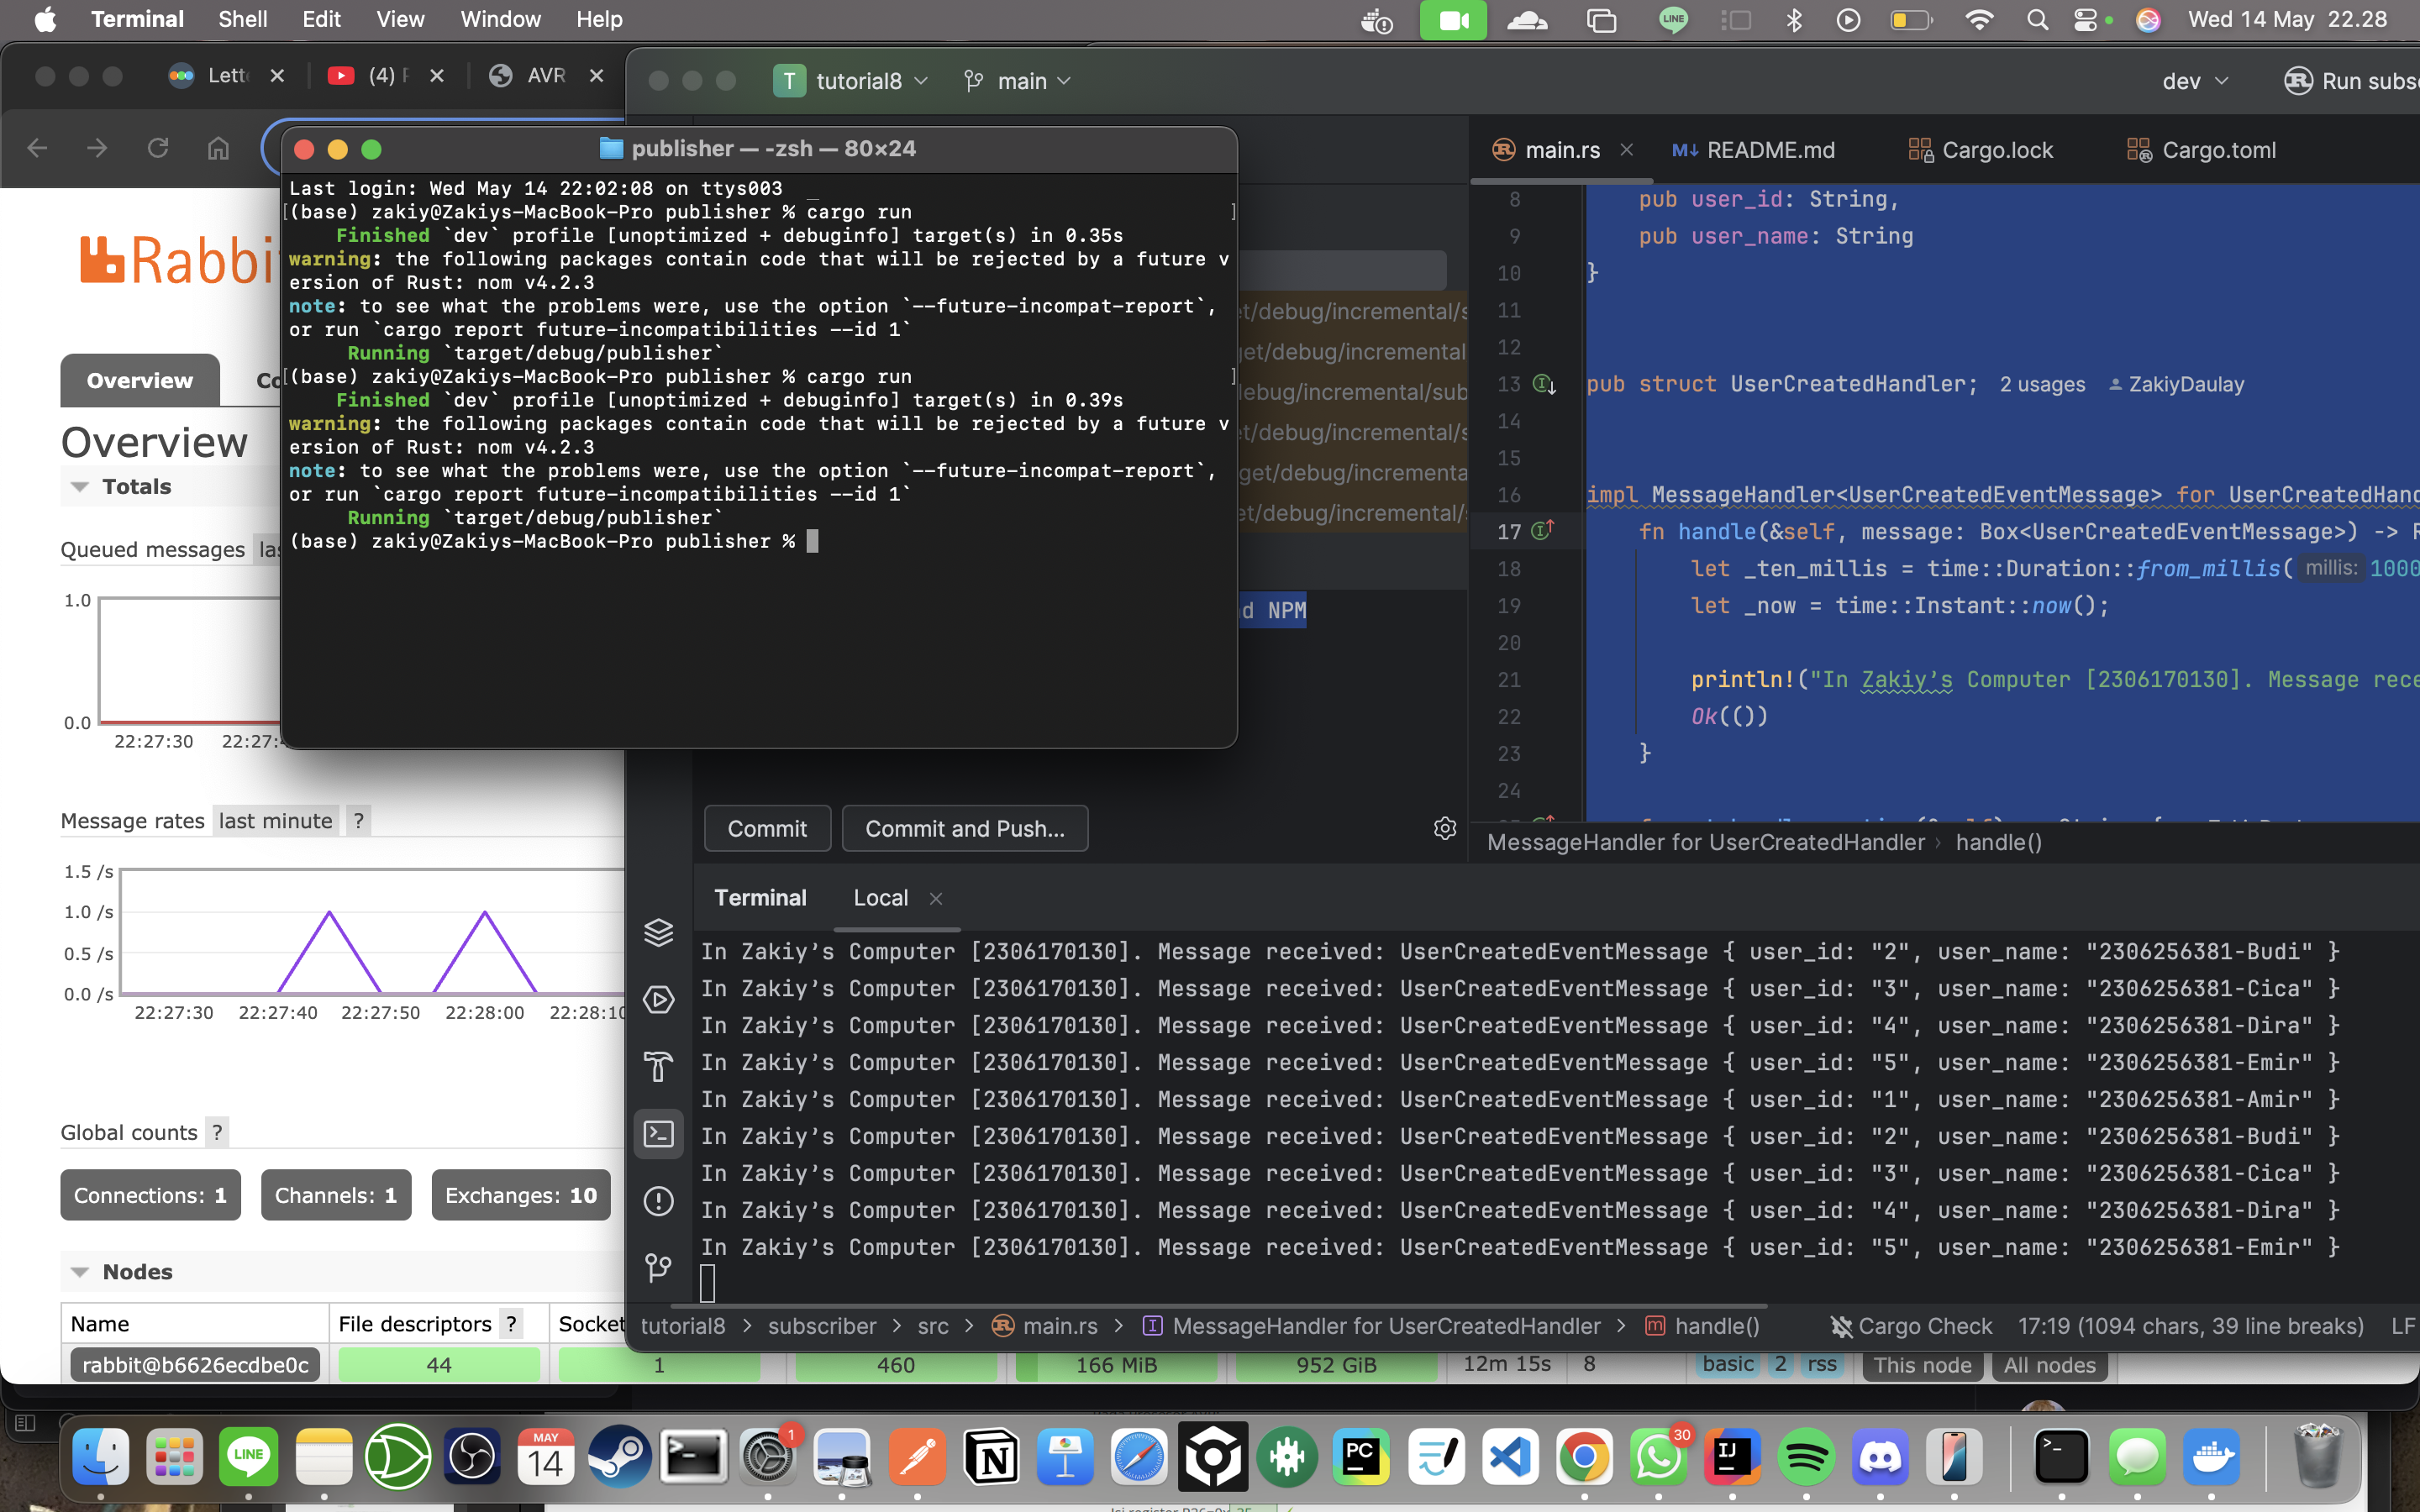 Terminal Shell Edit View Window Help
LINE
Wed 14 May 22.28
Lett
(4) F
AVR
T tutorial8 main
dev Run subs
publisher — -zsh — 80×24
Last login: Wed May 14 22:02:08 on ttys003
(base) zakiy@Zakiys-MacBook-Pro publisher % cargo run
Finished `dev` profile [unoptimized + debuginfo] target(s) in 0.35s
warning: the following packages contain code that will be rejected by a future v
ersion of Rust: nom v4.2.3
note: to see what the problems were, use the option `--future-incompat-report`,
or run `cargo report future-incompatibilities --id 1`
Running `target/debug/publisher`
(base) zakiy@Zakiys-MacBook-Pro publisher % cargo run
Finished `dev` profile [unoptimized + debuginfo] target(s) in 0.39s
warning: the following packages contain code that will be rejected by a future v
ersion of Rust: nom v4.2.3
note: to see what the problems were, use the option `--future-incompat-report`,
or run `cargo report future-incompatibilities --id 1`
Running `target/debug/publisher`
(base) zakiy@Zakiys-MacBook-Pro publisher %
main.rs README.md Cargo.lock Cargo.toml
8 pub user_id: String,
9 pub user_name: String
10 }
11
12
13 pub struct UserCreatedHandler; 2 usages ZakiyDaulay
14
15
16 impl MessageHandler<UserCreatedEventMessage> for UserCreatedHand
17 fn handle(&self, message: Box<UserCreatedEventMessage>) -> R
18 let _ten_millis = time::Duration::from_millis( millis: 1000
19 let _now = time::Instant::now();
20
21 println!("In Zakiy’s Computer [2306170130]. Message rece
22 Ok(())
23 }
24
MessageHandler for UserCreatedHandler › handle()
et/debug/incremental/s
get/debug/incremental
debug/incremental/sub
et/debug/incremental/s
get/debug/incrementa
et/debug/incremental/s
d NPM
Commit
Commit and Push...
Rabbi
Overview
Co
Overview
Totals
Queued messages las
1.0
0.0
22:27:30 22:27:4
Message rates last minute ?
1.5 /s
1.0 /s
0.5 /s
0.0 /s
22:27:30 22:27:40 22:27:50 22:28:00 22:28:10
Global counts ?
Connections: 1 Channels: 1 Exchanges: 10
Nodes
Name File descriptors ? Socket
rabbit@b6626ecdbe0c 44 1 460 166 MiB 952 GiB 12m 15s 8 basic 2 rss This node All nodes
Terminal Local
In Zakiy’s Computer [2306170130]. Message received: UserCreatedEventMessage { user_id: "2", user_name: "2306256381-Budi" }
In Zakiy’s Computer [2306170130]. Message received: UserCreatedEventMessage { user_id: "3", user_name: "2306256381-Cica" }
In Zakiy’s Computer [2306170130]. Message received: UserCreatedEventMessage { user_id: "4", user_name: "2306256381-Dira" }
In Zakiy’s Computer [2306170130]. Message received: UserCreatedEventMessage { user_id: "5", user_name: "2306256381-Emir" }
In Zakiy’s Computer [2306170130]. Message received: UserCreatedEventMessage { user_id: "1", user_name: "2306256381-Amir" }
In Zakiy’s Computer [2306170130]. Message received: UserCreatedEventMessage { user_id: "2", user_name: "2306256381-Budi" }
In Zakiy’s Computer [2306170130]. Message received: UserCreatedEventMessage { user_id: "3", user_name: "2306256381-Cica" }
In Zakiy’s Computer [2306170130]. Message received: UserCreatedEventMessage { user_id: "4", user_name: "2306256381-Dira" }
In Zakiy’s Computer [2306170130]. Message received: UserCreatedEventMessage { user_id: "5", user_name: "2306256381-Emir" }
tutorial8 > subscriber > src > main.rs > MessageHandler for UserCreatedHandler > handle() Cargo Check 17:19 (1094 chars, 39 line breaks) LF
LINE
MAY
14
1
PC
30
IJ